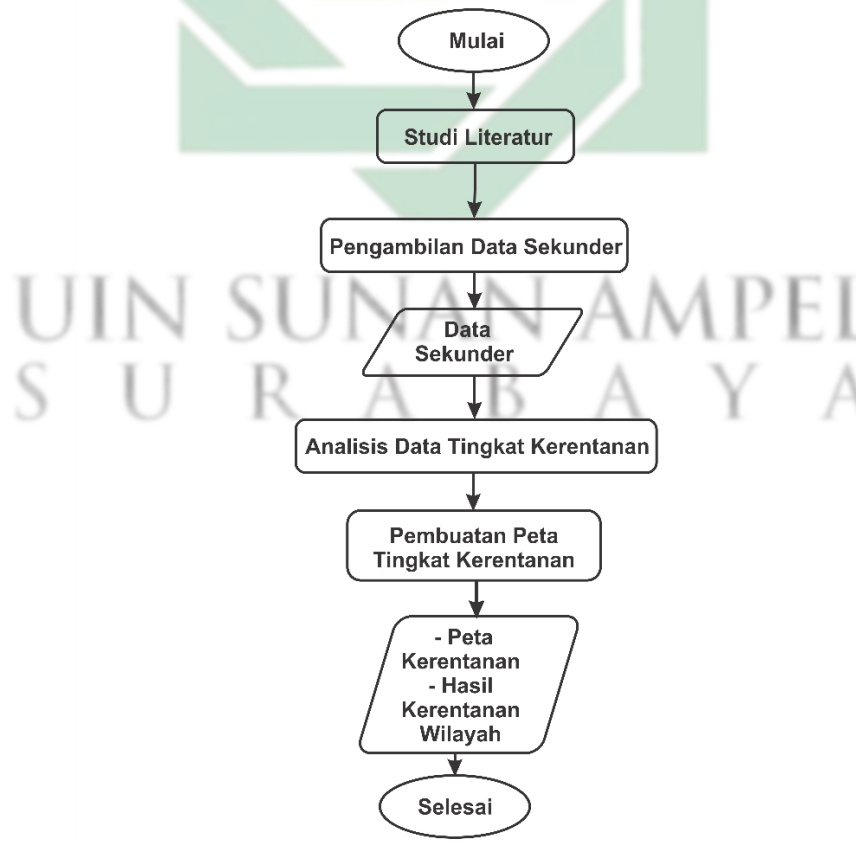 Mulai
Studi Literatur
Pengambilan Data Sekunder
UIN SUNAN AMPEL
Data
Sekunder
S U R A B A Y A
Analisis Data Tingkat Kerentanan
Pembuatan Peta
Tingkat Kerentanan
- Peta
Kerentanan
- Hasil
Kerentanan
Wilayah
Selesai